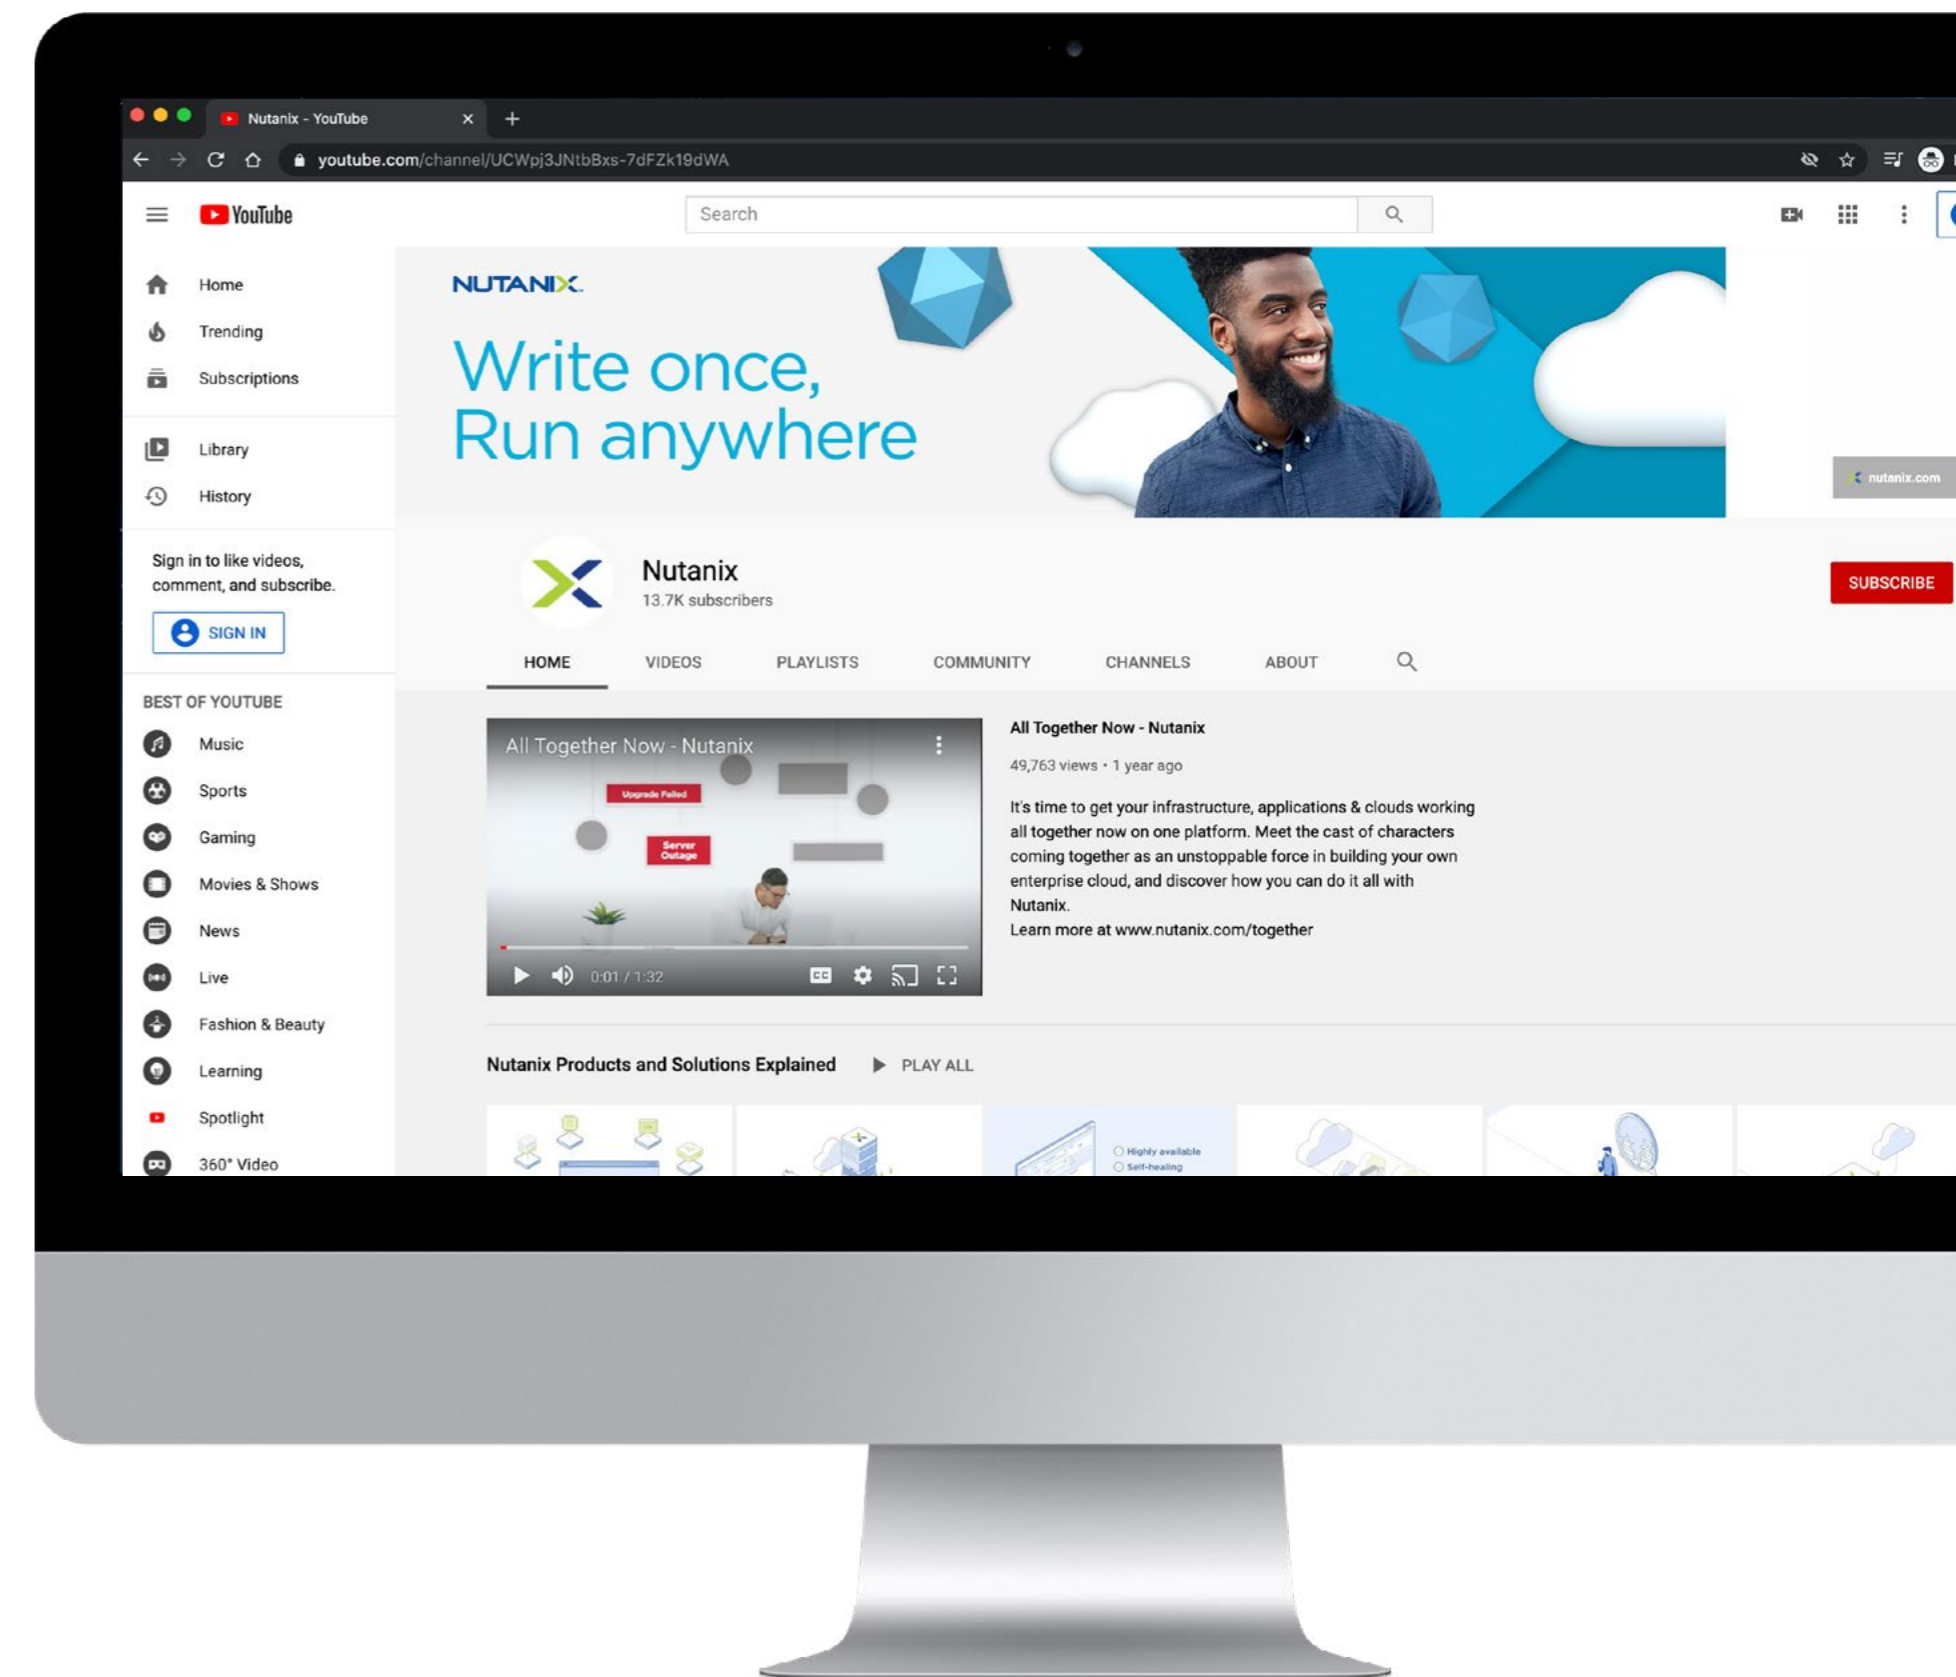 Nutanix - YouTube
youtube.com/channel/UCWpj3JNtbBxs-7dFZk19dWA
YouTube
Search
Home
Trending
Subscriptions
Library
History
Sign in to like videos,
comment, and subscribe.
SIGN IN
BEST OF YOUTUBE
Music
Sports
Gaming
Movies & Shows
News
Live
Fashion & Beauty
Learning
Spotlight
360° Video
NUTANIX
Write once,
Run anywhere
nutanix.com
Nutanix
13.7K subscribers
SUBSCRIBE
HOME VIDEOS PLAYLISTS COMMUNITY CHANNELS ABOUT
All Together Now - Nutanix
Upgrade Failed
Server
Outage
0:01 / 1:32
CC
All Together Now - Nutanix
49,763 views • 1 year ago
It's time to get your infrastructure, applications & clouds working
all together now on one platform. Meet the cast of characters
coming together as an unstoppable force in building your own
enterprise cloud, and discover how you can do it all with
Nutanix.
Learn more at www.nutanix.com/together
Nutanix Products and Solutions Explained PLAY ALL
Highly available
Self-healing